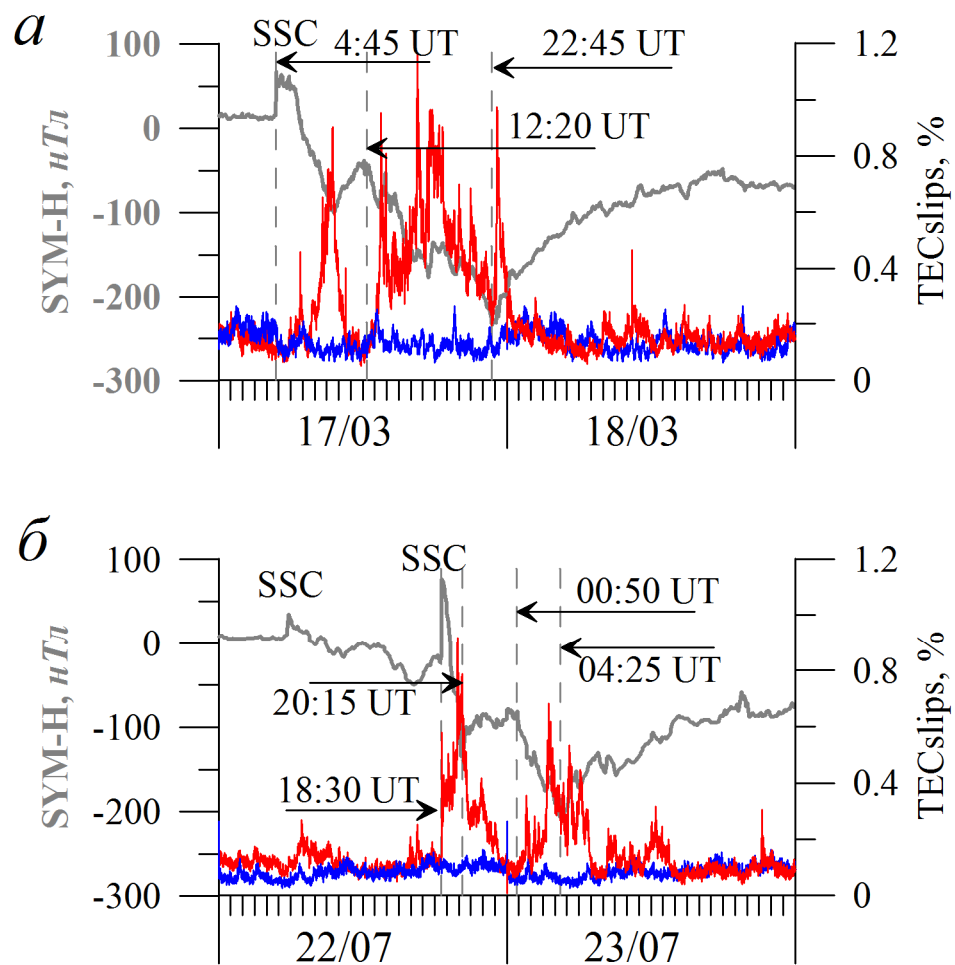 а
SSC
4:45 UT
22:45 UT
12:20 UT
100
0
-100
-200
-300
SYM-H, нТл
1.2
0.8
0.4
0
TECslips, %
17/03
18/03
б
SSC
SSC
00:50 UT
04:25 UT
20:15 UT
18:30 UT
100
0
-100
-200
-300
SYM-H, нТл
1.2
0.8
0.4
0
TECslips, %
22/07
23/07